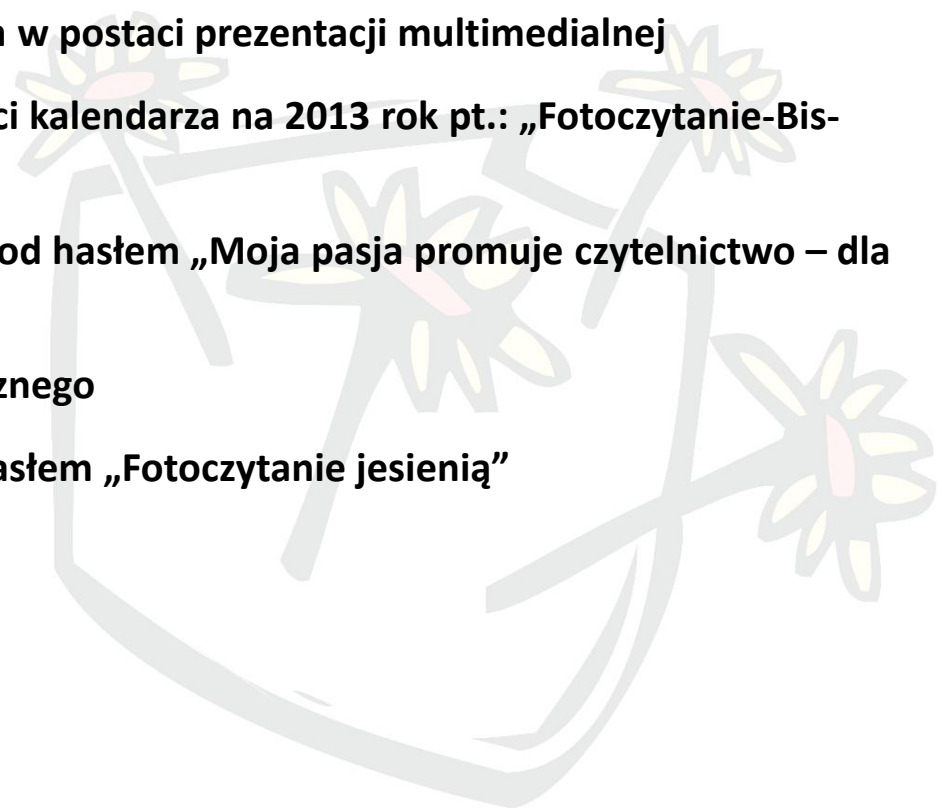 w postaci prezentacji multimedialnej
ci kalendarza na 2013 rok pt.: „Fotoczytanie-Bis-
od hasłem „Moja pasja promuje czytelnictwo – dla
znego
asłem „Fotoczytanie jesienią”